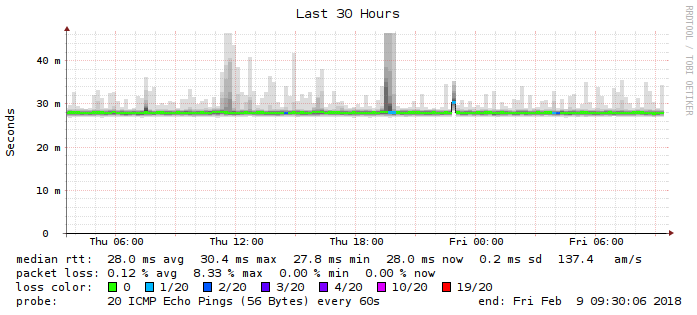 Last 30 Hours
RRDTOOL / TOBI OETIKER
Seconds
40 m
30 m
20 m
10 m
0
Thu 06:00 Thu 12:00 Thu 18:00 Fri 00:00 Fri 06:00
median rtt: 28.0 ms avg 30.4 ms max 27.8 ms min 28.0 ms now 0.2 ms sd 137.4 am/s
packet loss: 0.12 % avg 8.33 % max 0.00 % min 0.00 % now
loss color: 0 1/20 2/20 3/20 4/20 10/20 19/20
probe: 20 ICMP Echo Pings (56 Bytes) every 60s end: Fri Feb 9 09:30:06 2018